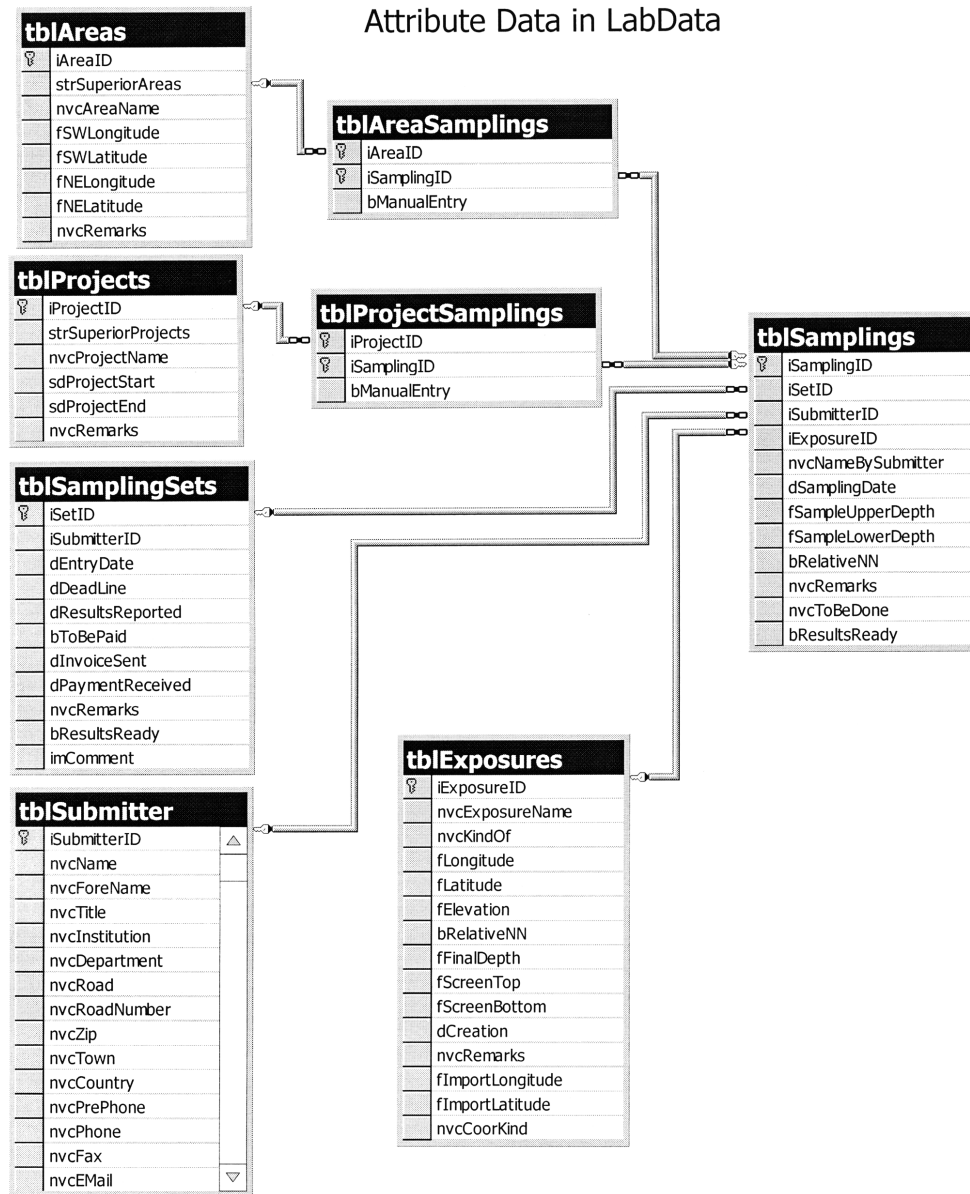 Attribute Data in LabData
tblAreas
iAreaID
strSuperiorAreas
nvcAreaName
fSWLongitude
fSWLatitude
fNELongitude
fNELatitude
nvcRemarks
tblAreaSamplings
iAreaID
iSamplingID
bManualEntry
tblProjects
iProjectID
strSuperiorProjects
nvcProjectName
sdProjectStart
sdProjectEnd
nvcRemarks
tblProjectSamplings
iProjectID
iSamplingID
bManualEntry
tblSamplings
iSamplingID
iSetID
iSubmitterID
iExposureID
nvcNameBySubmitter
dSamplingDate
fSampleUpperDepth
fSampleLowerDepth
bRelativeNN
nvcRemarks
nvcToBeDone
bResultsReady
tblSamplingSets
iSetID
iSubmitterID
dEntryDate
dDeadLine
dResultsReported
bToBePaid
dInvoiceSent
dPaymentReceived
nvcRemarks
bResultsReady
imComment
tblSubmitter
iSubmitterID
nvcName
nvcForeName
nvcTitle
nvcInstitution
nvcDepartment
nvcRoad
nvcRoadNumber
nvcZip
nvcTown
nvcCountry
nvcPrePhone
nvcPhone
nvcFax
nvcEMail
tblExposures
iExposureID
nvcExposureName
nvcKindOf
fLongitude
fLatitude
fElevation
bRelativeNN
fFinalDepth
fScreenTop
fScreenBottom
dCreation
nvcRemarks
fImportLongitude
fImportLatitude
nvcCoorKind